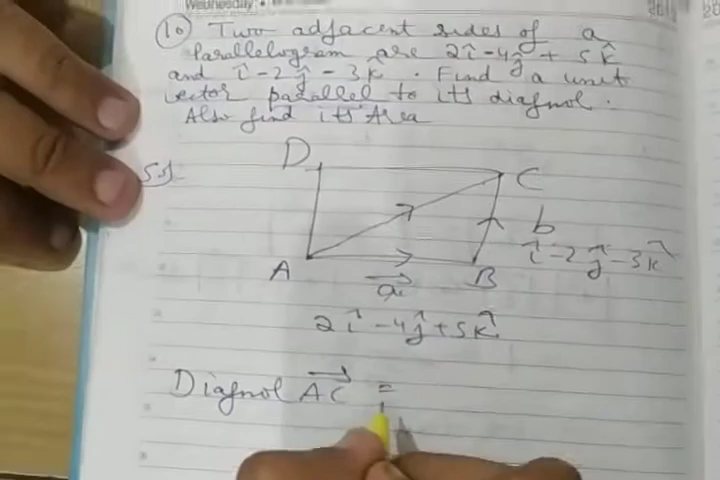 Wednesday
(10) Two adjacent sides of a
Parallelogram are 2î-4ĵ+5k̂
and î-2ĵ-3k̂. Find a unit
vector parallel to its diagnol.
Also find its Area
Sol
D
C
b
î-2ĵ-3k̂
A
B
a⃗
2î-4ĵ+5k̂
Diagnol A⃗C⃗ =